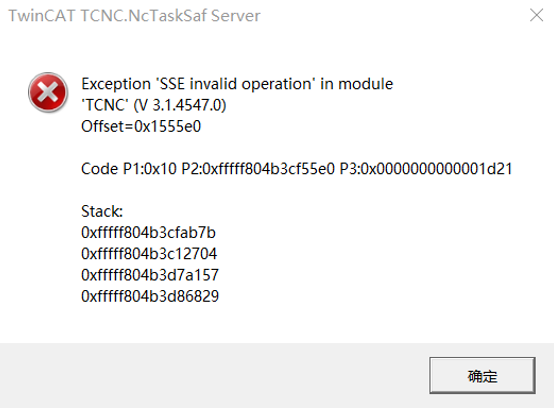 TwinCAT TCNC.NcTaskSaf Server
Exception 'SSE invalid operation' in module
'TCNC' (V 3.1.4547.0)
Offset=0x1555e0
Code P1:0x10 P2:0xfffff804b3cf55e0 P3:0x0000000000001d21
Stack:
0xfffff804b3cfab7b
0xfffff804b3c12704
0xfffff804b3d7a157
0xfffff804b3d86829
确定